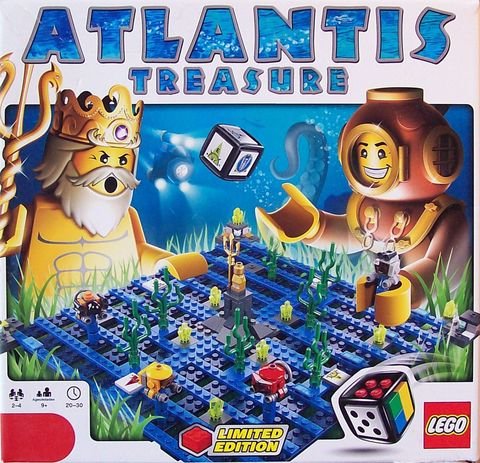 ATLANTIS
TREASURE
2-4
9+
20-30
LIMITED
EDITION
LEGO